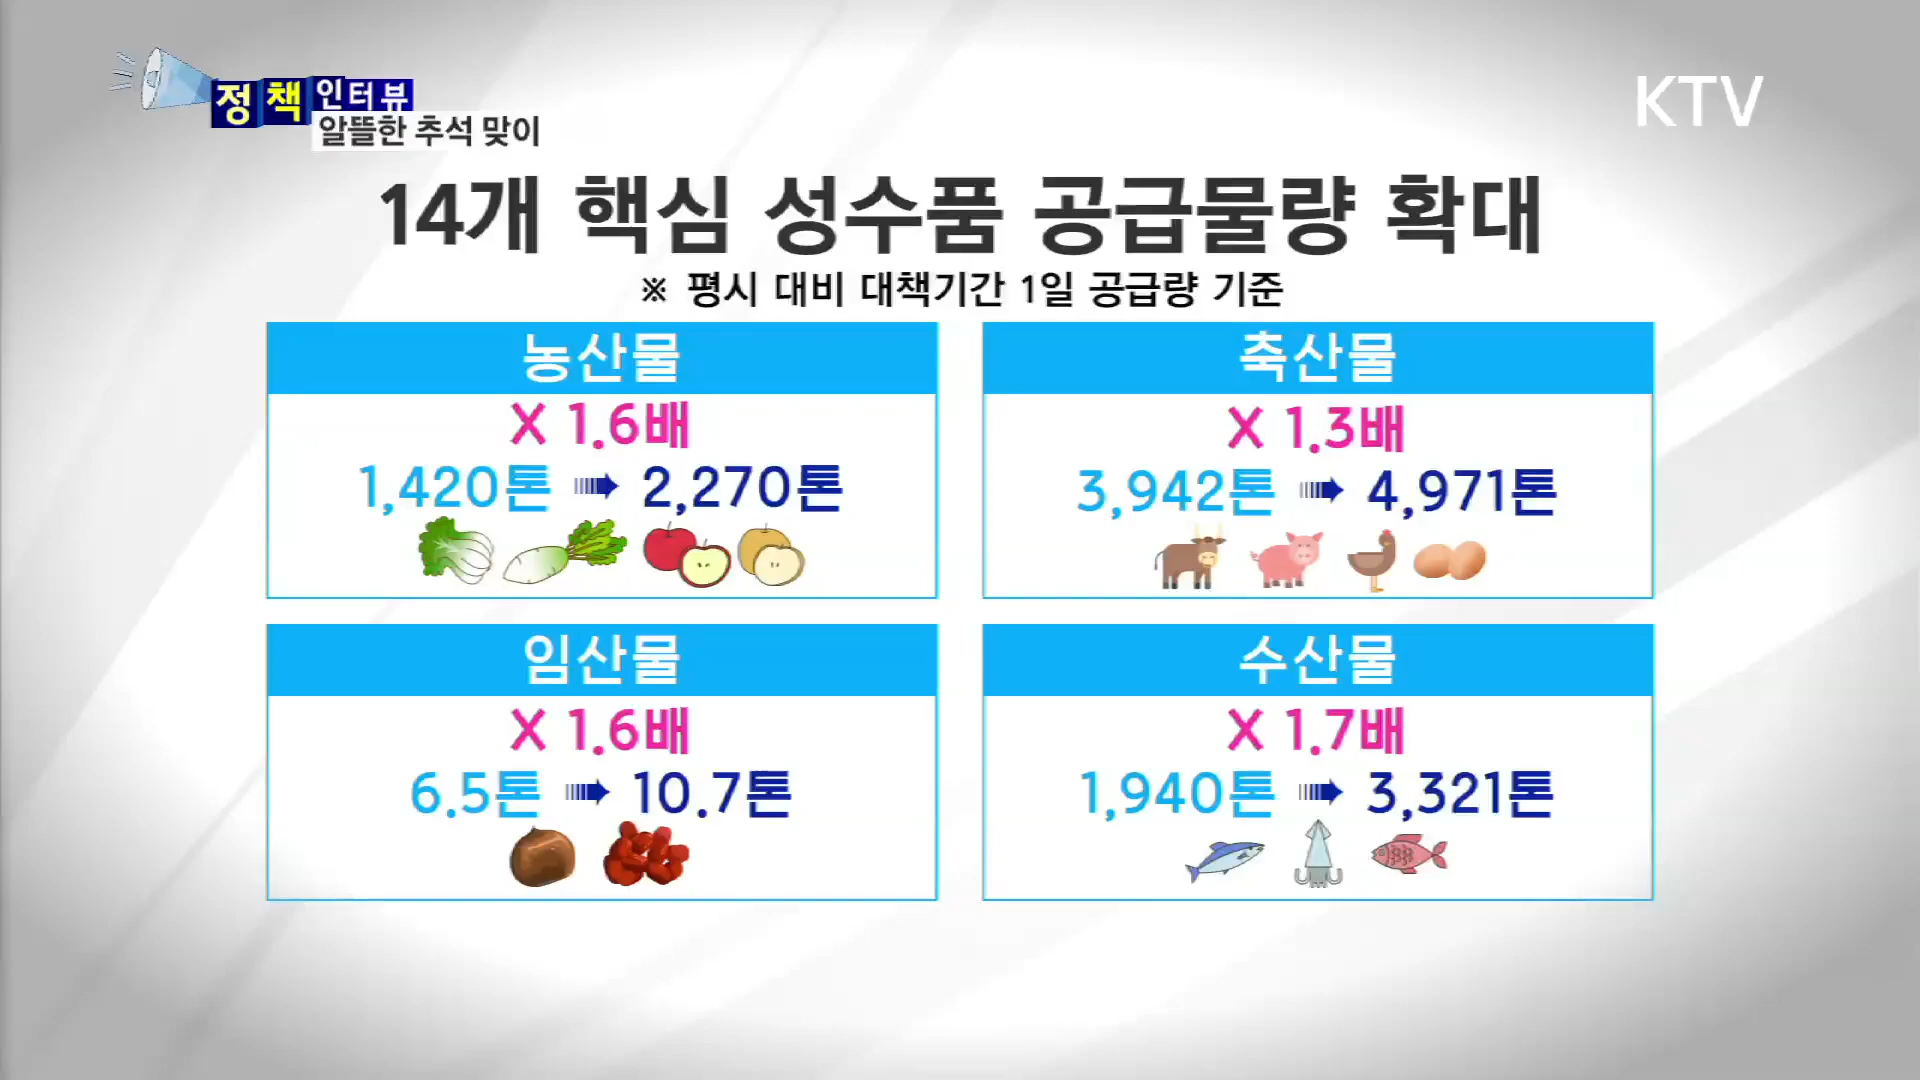 정책 인터뷰
알뜰한 추석 맞이
KTV
14개 핵심 성수품 공급물량 확대
※ 평시 대비 대책기간 1일 공급량 기준
농산물
X 1.6배
1,420톤 ➠ 2,270톤
축산물
X 1.3배
3,942톤 ➠ 4,971톤
임산물
X 1.6배
6.5톤 ➠ 10.7톤
수산물
X 1.7배
1,940톤 ➠ 3,321톤